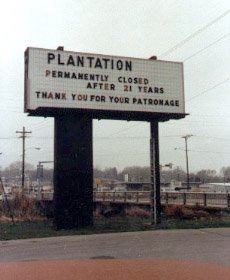 PLANTATION
PERMANENTLY CLOSED
AFTER 21 YEARS
THANK YOU FOR YOUR PATRONAGE